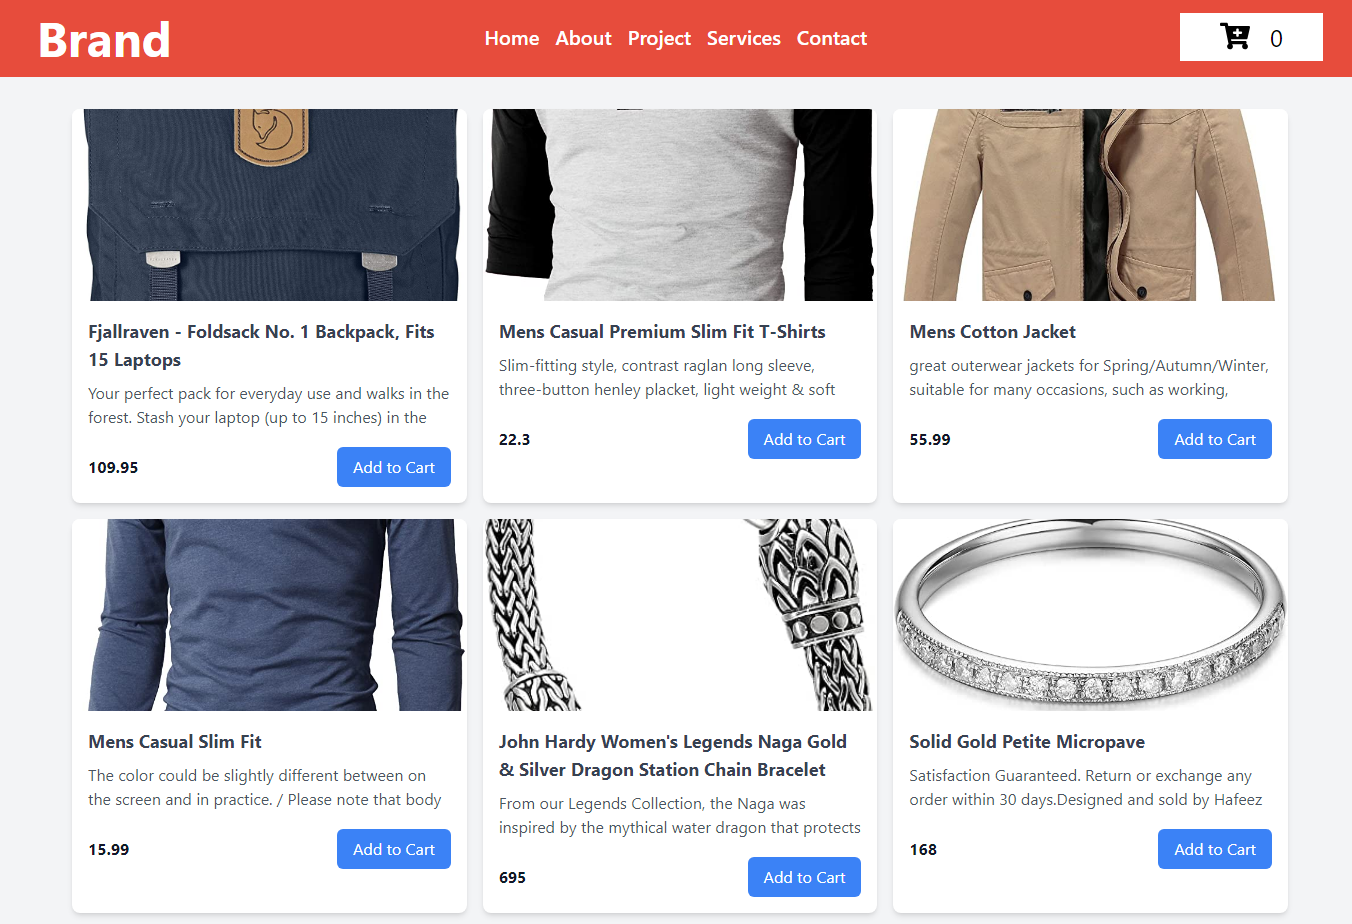 Brand
Home About Project Services Contact
0
Fjallraven - Foldsack No. 1 Backpack, Fits
15 Laptops
Your perfect pack for everyday use and walks in the
forest. Stash your laptop (up to 15 inches) in the
109.95
Add to Cart
Mens Casual Premium Slim Fit T-Shirts
Slim-fitting style, contrast raglan long sleeve,
three-button henley placket, light weight & soft
22.3
Add to Cart
Mens Cotton Jacket
great outerwear jackets for Spring/Autumn/Winter,
suitable for many occasions, such as working,
55.99
Add to Cart
Mens Casual Slim Fit
The color could be slightly different between on
the screen and in practice. / Please note that body
15.99
Add to Cart
John Hardy Women's Legends Naga Gold
& Silver Dragon Station Chain Bracelet
From our Legends Collection, the Naga was
inspired by the mythical water dragon that protects
695
Add to Cart
Solid Gold Petite Micropave
Satisfaction Guaranteed. Return or exchange any
order within 30 days.Designed and sold by Hafeez
168
Add to Cart